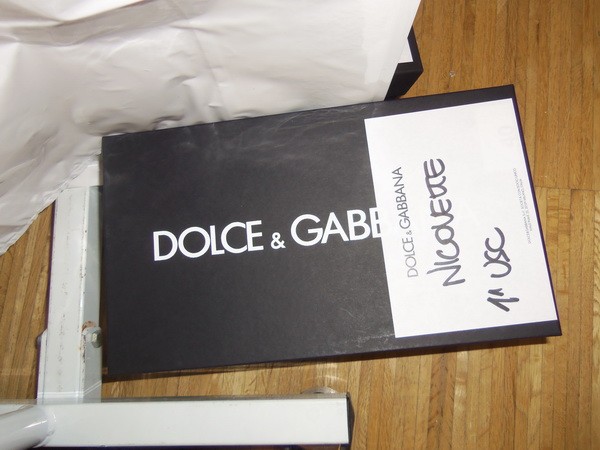 DOLCE & GABB
DOLCE & GABBANA
NICOLETTE
1ª USC